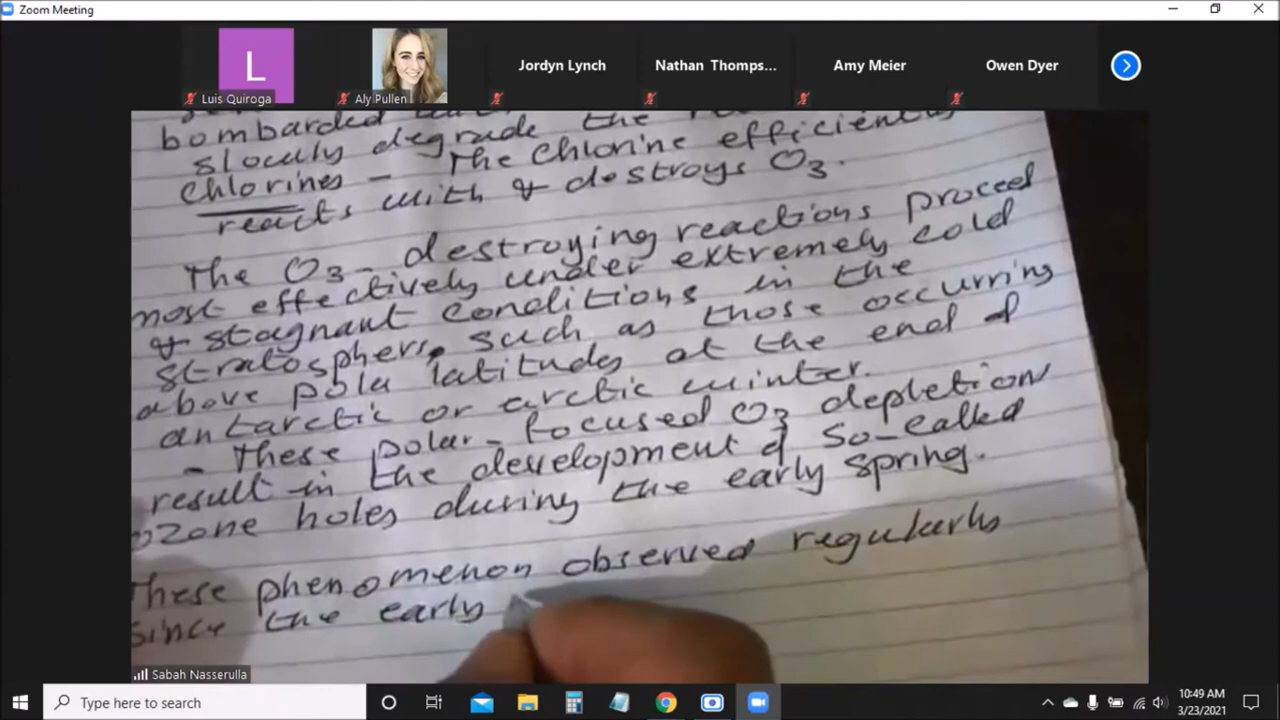 Zoom Meeting
L
Luis Quiroga
Aly Pullen
Jordyn Lynch
Nathan Thomps...
Amy Meier
Owen Dyer
bombarded
slocully degrade the
chlorines - The Chlorine efficiently
reacts with & destroys O3.
The O3 - destroying reactions proceed
most effectively under extremely cold
& stagnant conditions in the
stratosphere, such as those occurring
above pola latitudes at the end of
antarctic or arctic winter.
- These polar - focused O3 depletion
result in the development of so-called
ozone holes during the early spring.
These phenomenon observed regularly
since the early
Sabah Nasserulla
Type here to search
10:49 AM
3/23/2021